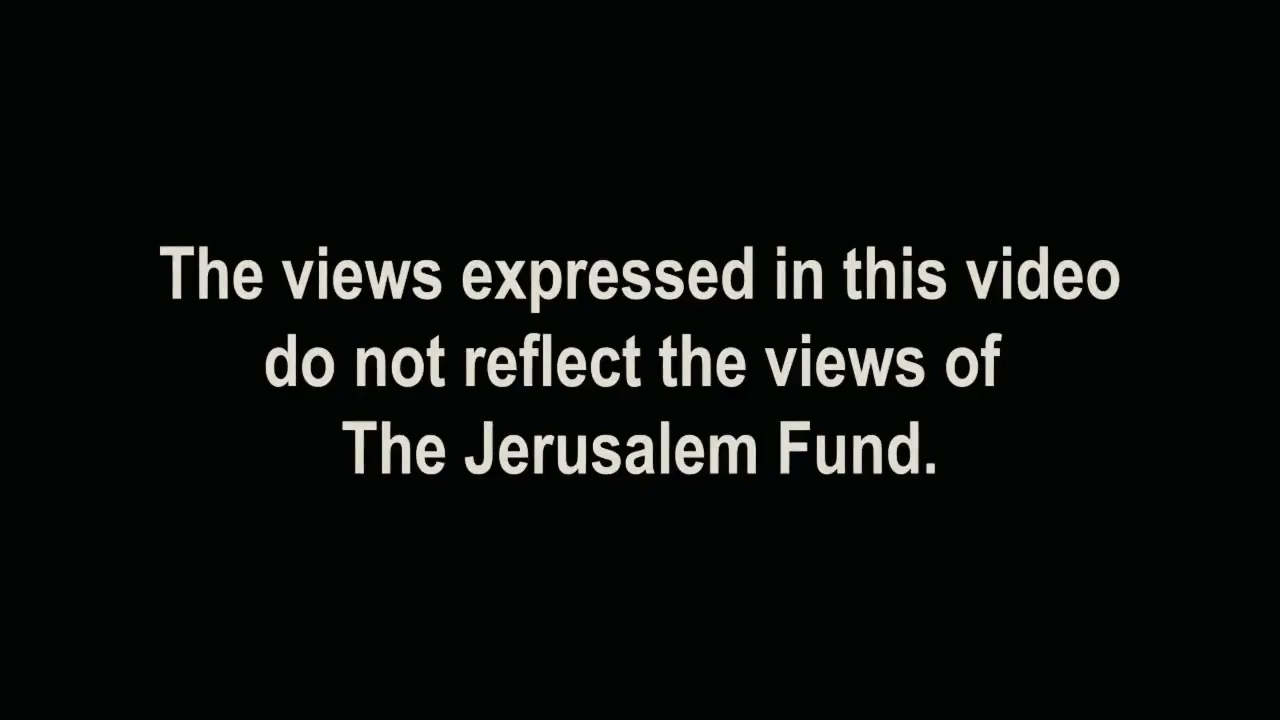 The views expressed in this video
do not reflect the views of
The Jerusalem Fund.